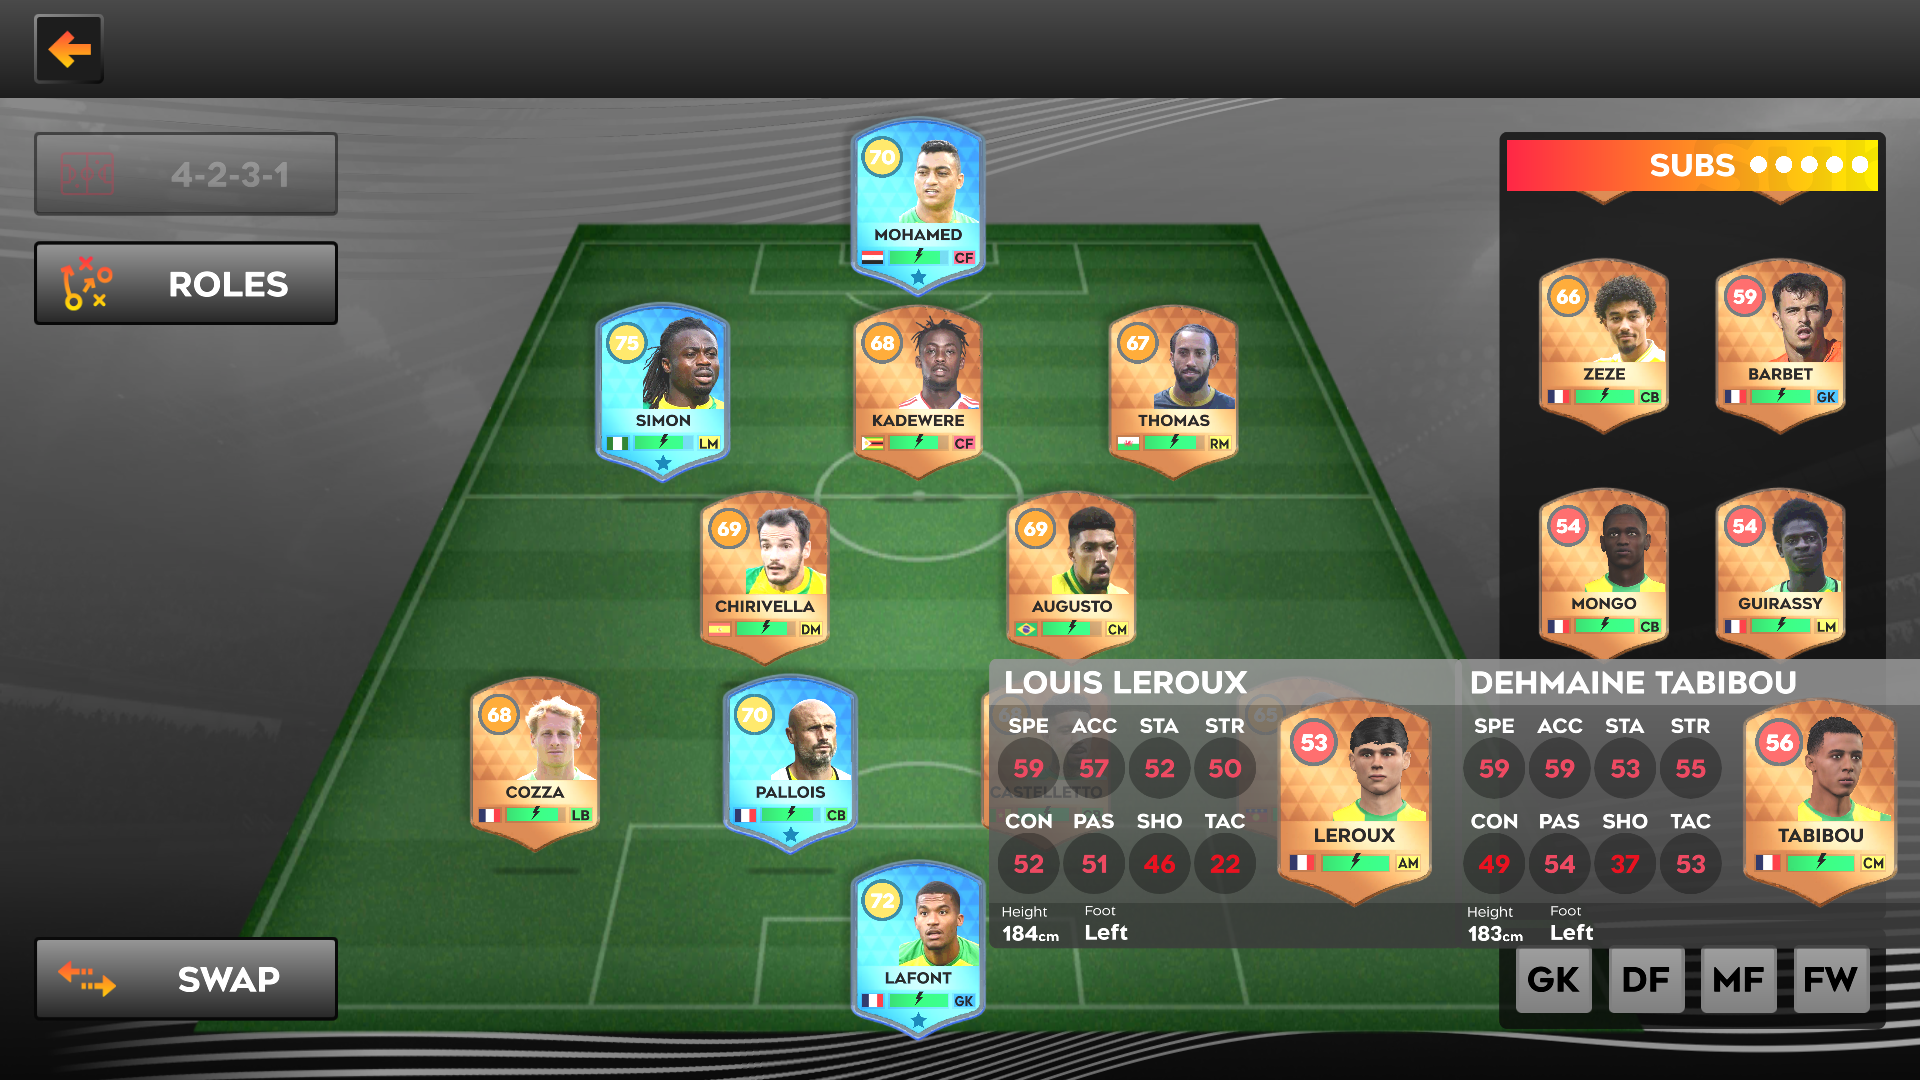 4-2-3-1
ROLES
SWAP
70
MOHAMED
CF
75
SIMON
LM
68
KADEWERE
CF
67
THOMAS
RM
69
CHIRIVELLA
DM
69
AUGUSTO
CM
68
COZZA
LB
70
PALLOIS
CB
68
CASTELLETTO
65
72
LAFONT
GK
SUBS
66
ZEZE
CB
59
BARBET
GK
54
MONGO
CB
54
GUIRASSY
LM
LOUIS LEROUX
SPE ACC STA STR
59 57 52 50
CON PAS SHO TAC
52 51 46 22
Height Foot
184cm Left
53
LEROUX
AM
DEHMAINE TABIBOU
SPE ACC STA STR
59 59 53 55
CON PAS SHO TAC
49 54 37 53
Height Foot
183cm Left
56
TABIBOU
CM
GK DF MF FW